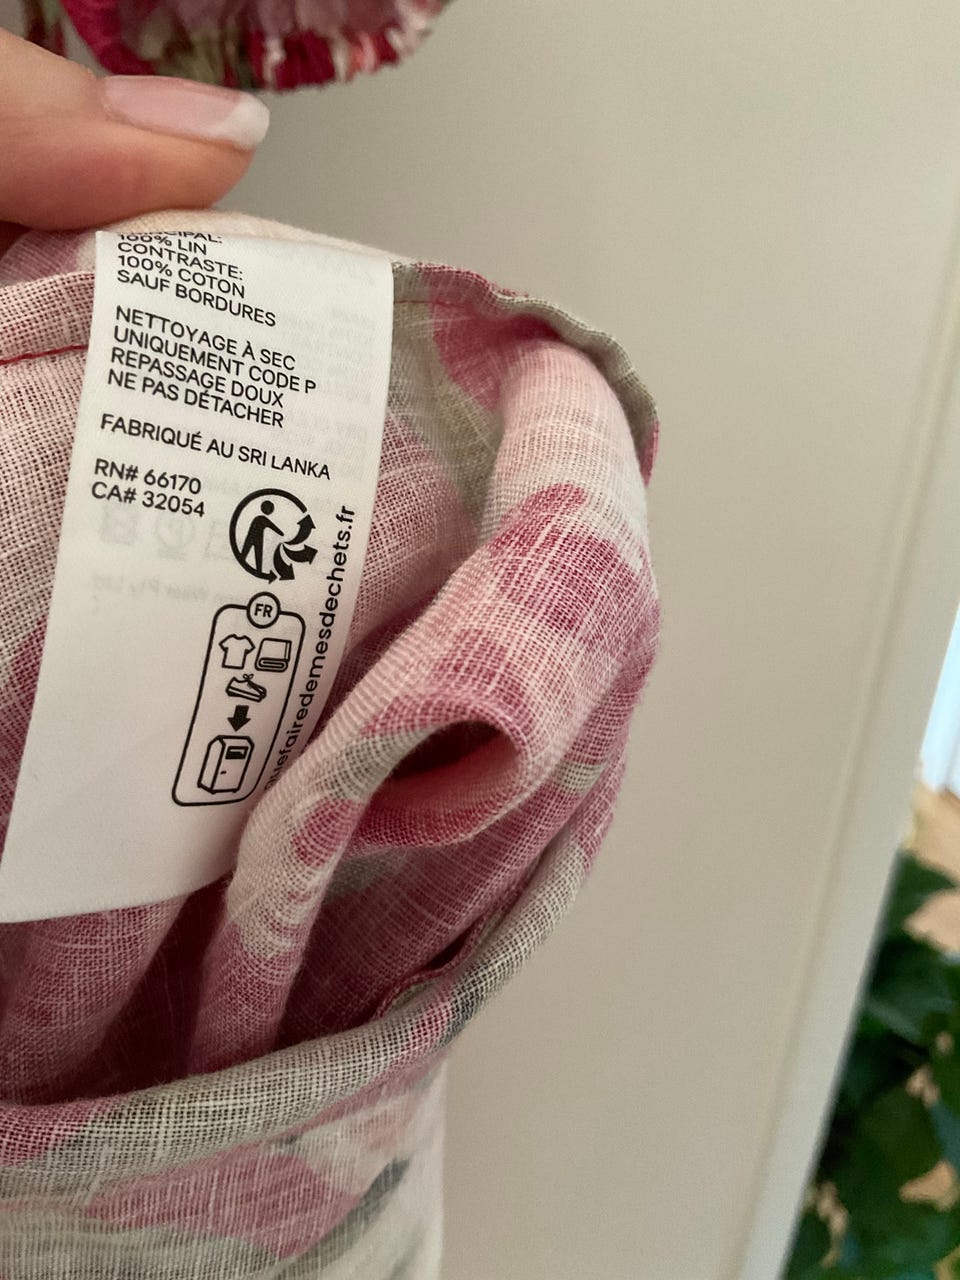 100% LIN
CONTRASTE:
100% COTON
SAUF BORDURES
NETTOYAGE À SEC
UNIQUEMENT CODE P
REPASSAGE DOUX
NE PAS DÉTACHER
FABRIQUÉ AU SRI LANKA
RN# 66170
CA# 32054
FR
uefairedemesdechets.fr